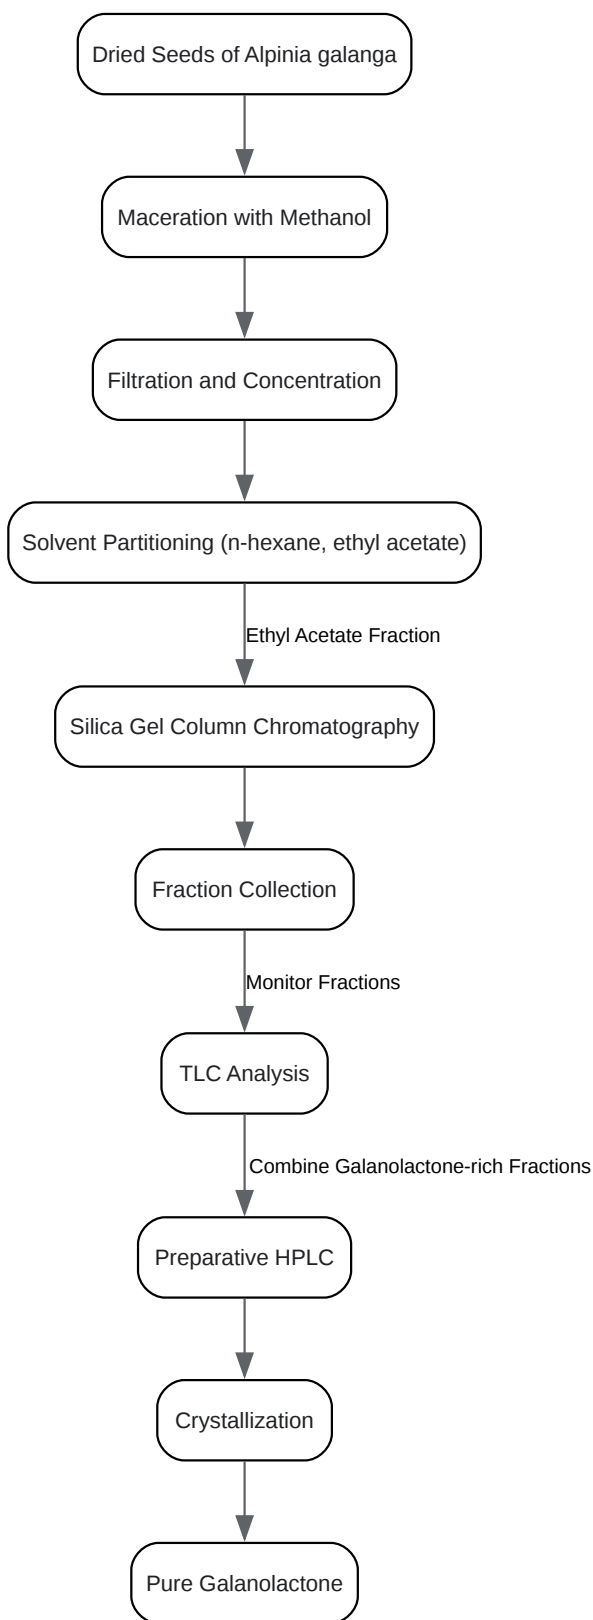 Dried Seeds of Alpinia galanga
Maceration with Methanol
Filtration and Concentration
Solvent Partitioning (n-hexane, ethyl acetate)
Ethyl Acetate Fraction
Silica Gel Column Chromatography
Fraction Collection
Monitor Fractions
TLC Analysis
Combine Galanolactone-rich Fractions
Preparative HPLC
Crystallization
Pure Galanolactone